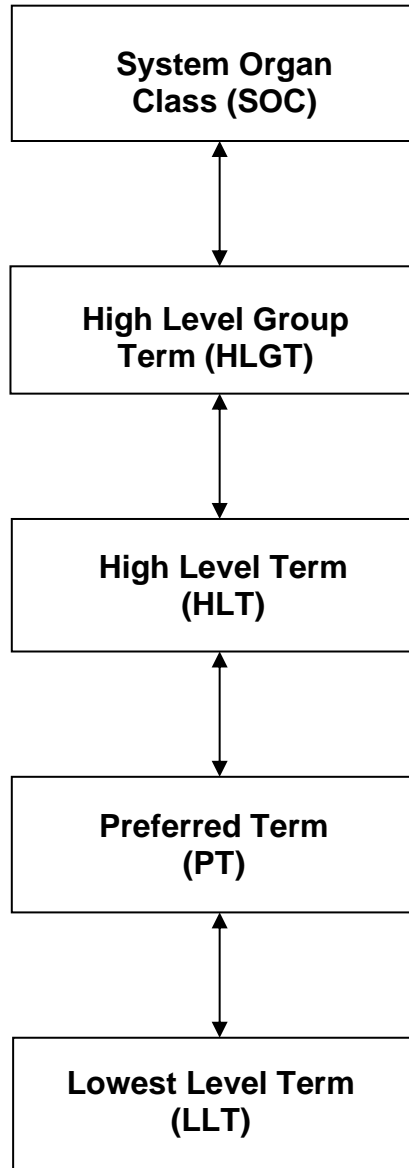 System Organ
Class (SOC)
High Level Group
Term (HLGT)
High Level Term
(HLT)
Preferred Term
(PT)
Lowest Level Term
(LLT)